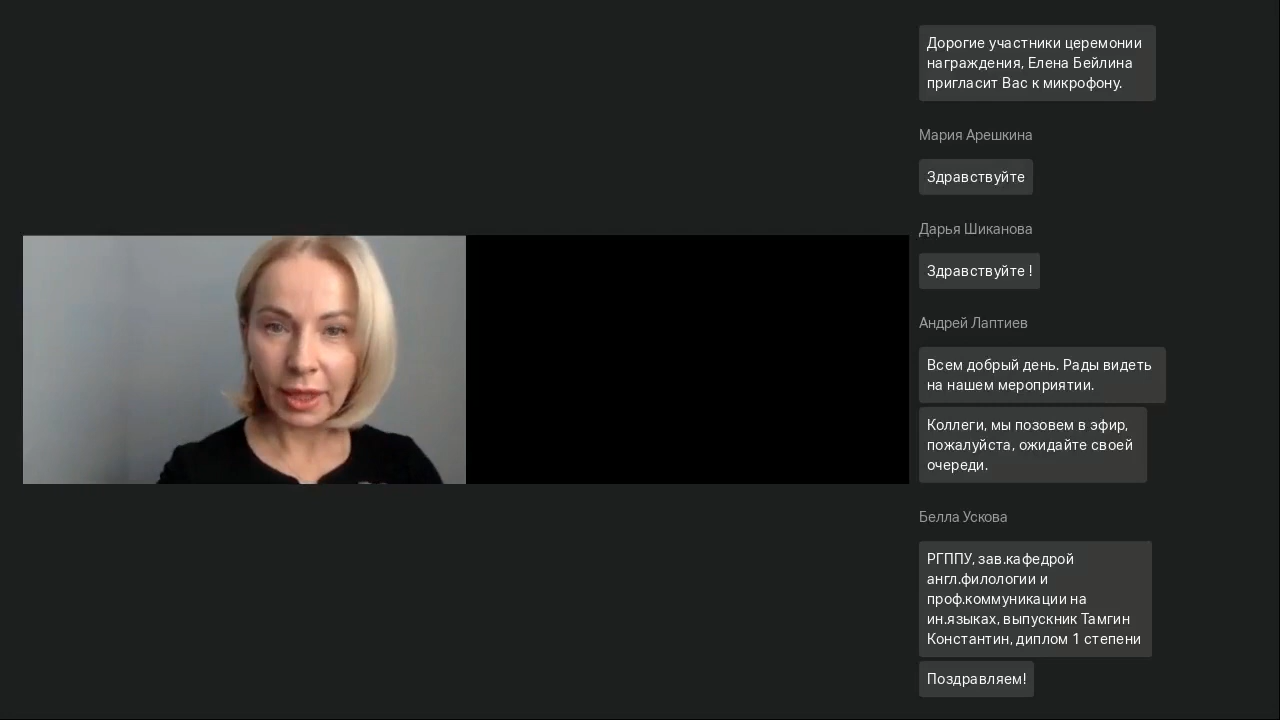 Дорогие участники церемонии
награждения, Елена Бейлина
пригласит Вас к микрофону.
Мария Арешкина
Здравствуйте
Дарья Шиканова
Здравствуйте !
Андрей Лаптиев
Всем добрый день. Рады видеть
на нашем мероприятии.
Коллеги, мы позовем в эфир,
пожалуйста, ожидайте своей
очереди.
Белла Ускова
РГППУ, зав.кафедрой
англ.филологии и
проф.коммуникации на
ин.языках, выпускник Тамгин
Константин, диплом 1 степени
Поздравляем!